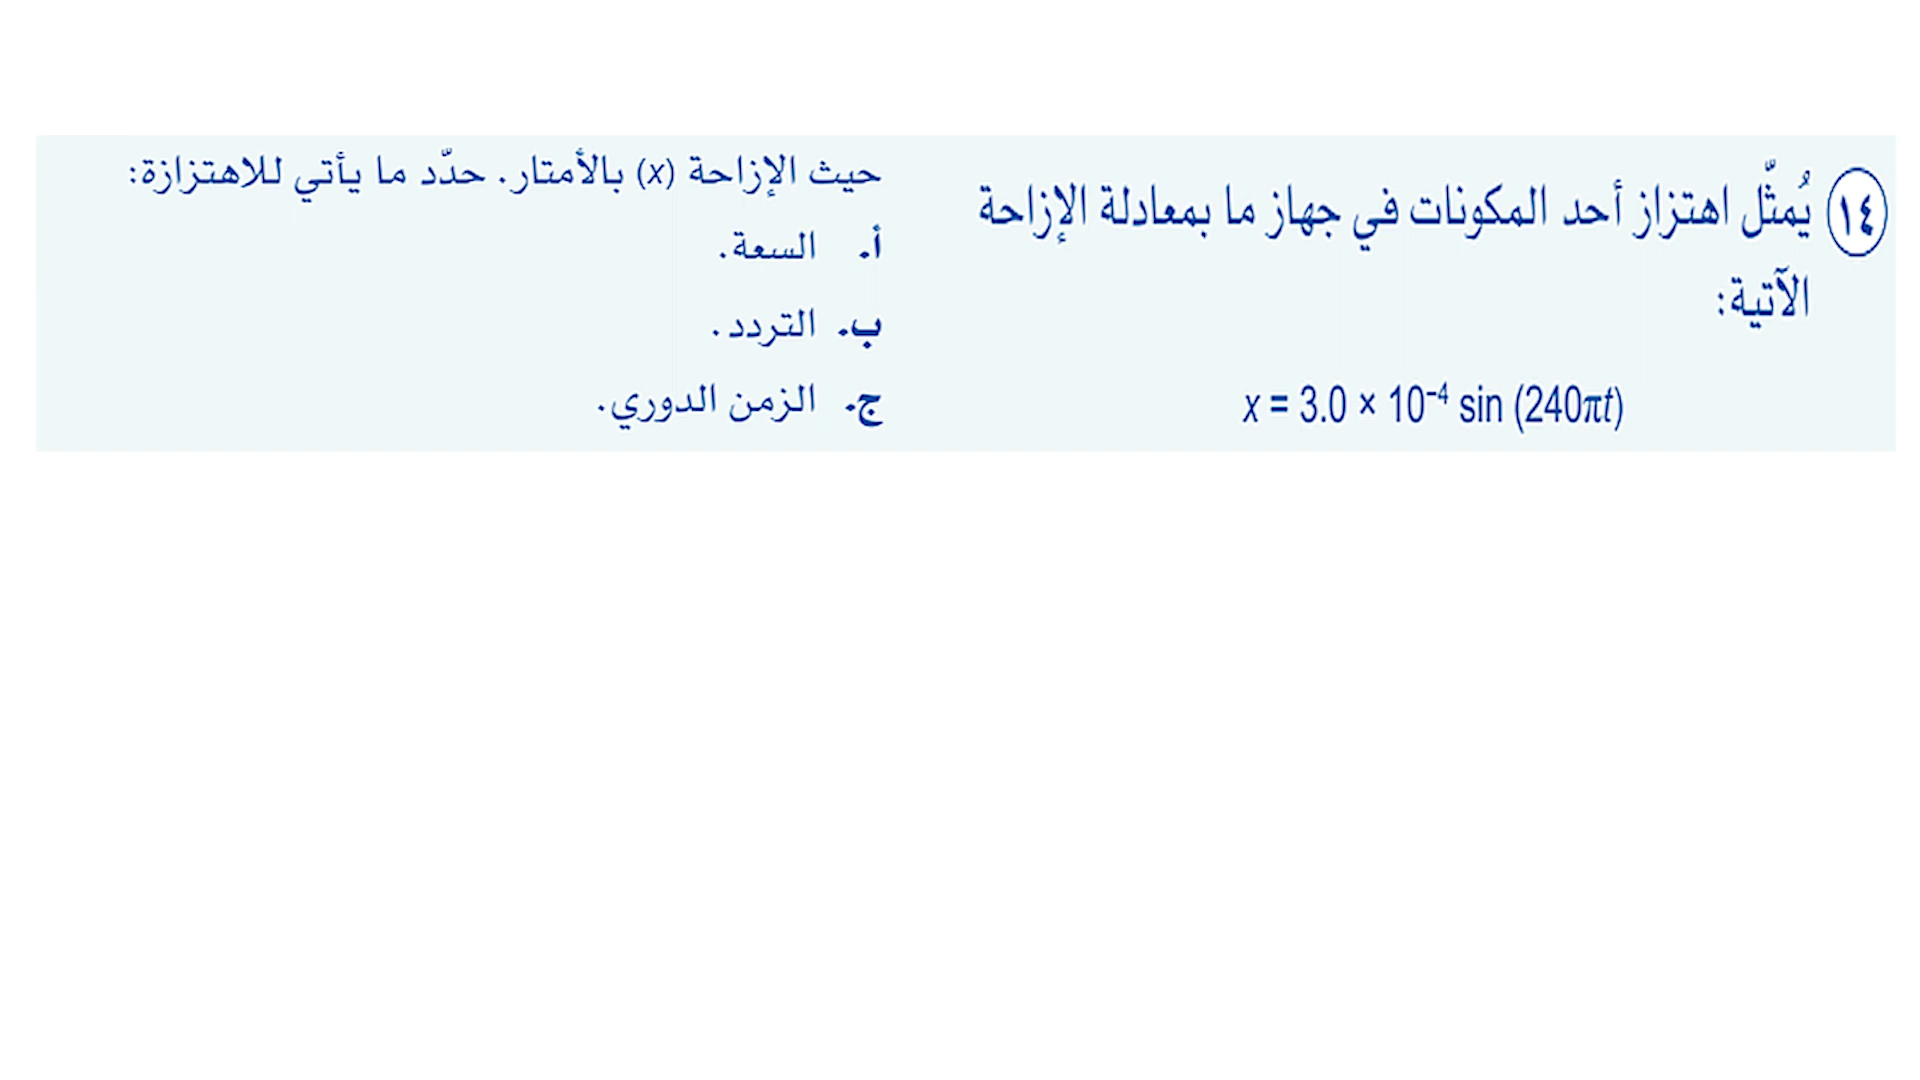 ١٤ يُمثّل اهتزاز أحد المكونات في جهاز ما بمعادلة الإزاحة
الآتية:
x = 3.0 × 10⁻⁴ sin (240πt)
حيث الإزاحة (x) بالأمتار. حدّد ما يأتي للاهتزازة:
أ. السعة.
ب. التردد.
ج. الزمن الدوري.